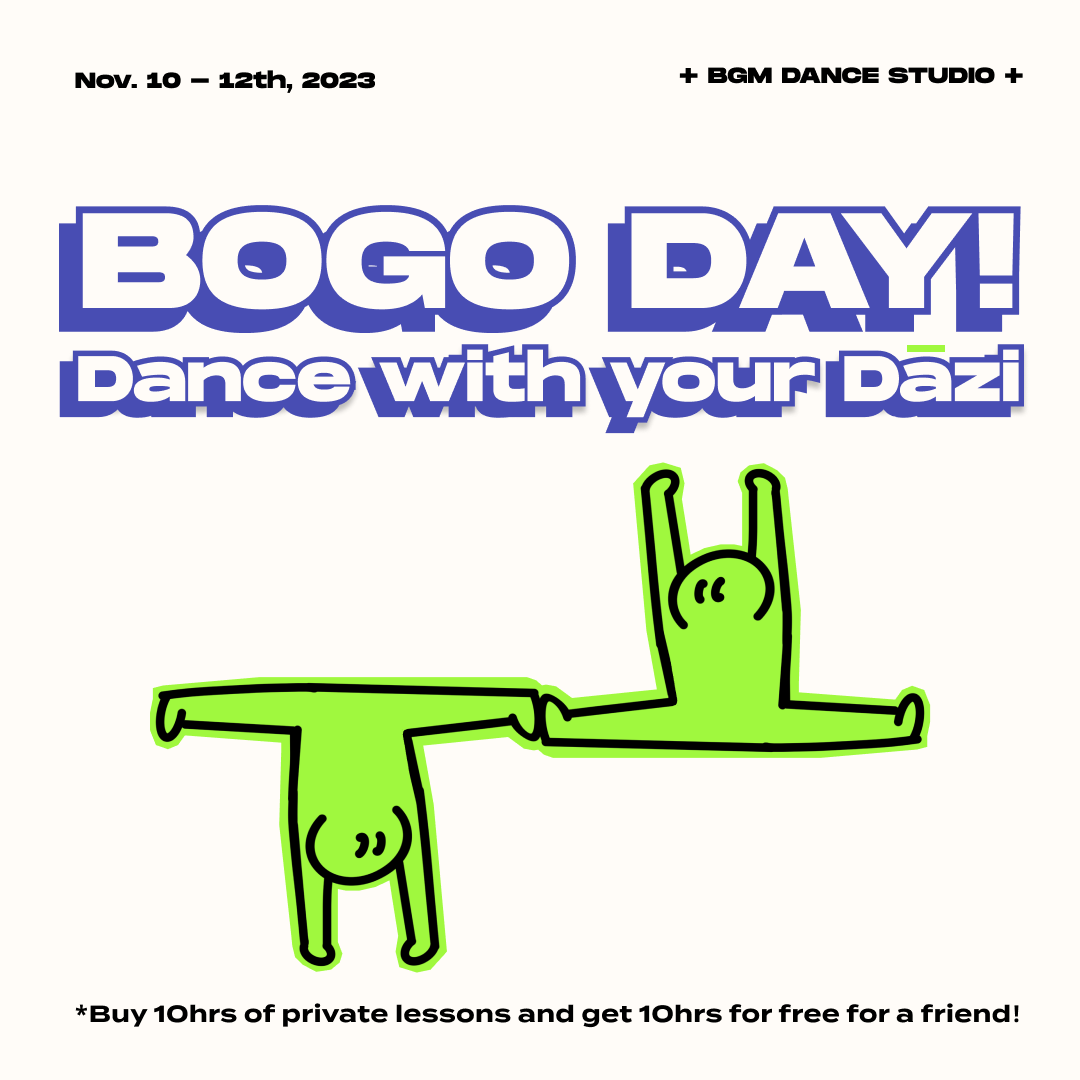 Nov. 10 – 12th, 2023
+ BGM DANCE STUDIO +
BOGO DAY!
Dance with your Dāzi
*Buy 10hrs of private lessons and get 10hrs for free for a friend!